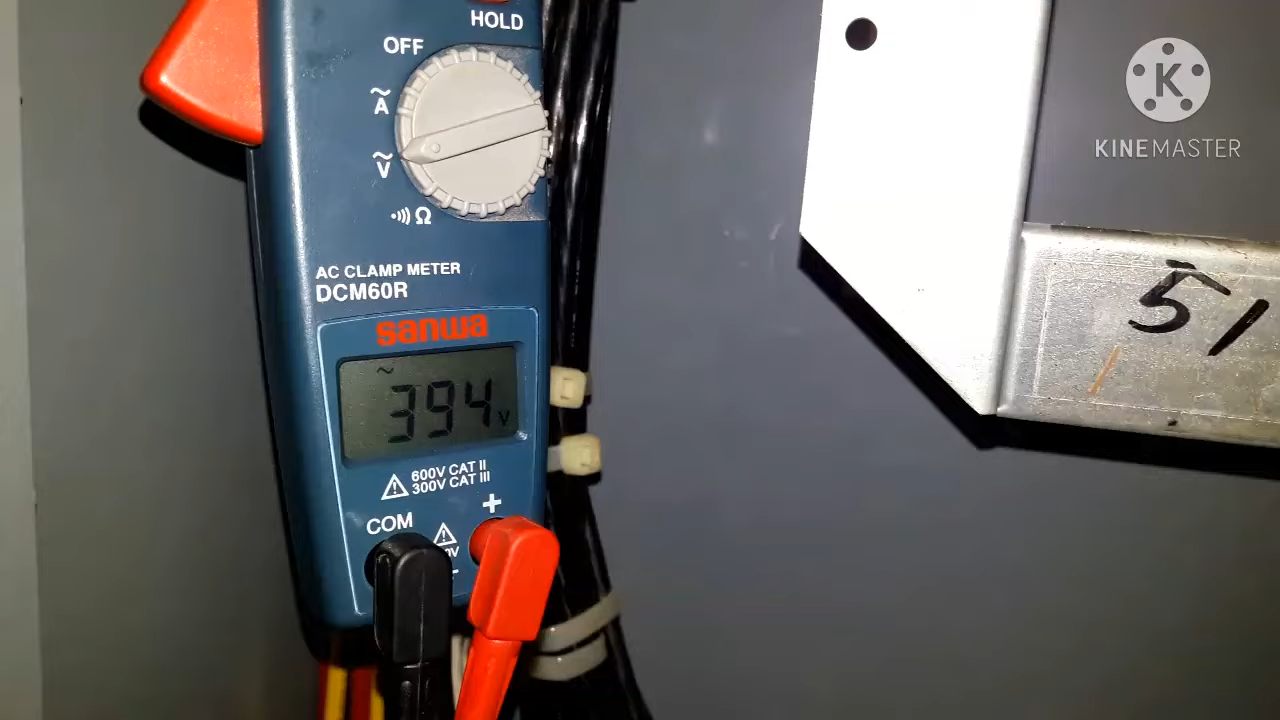 HOLD
OFF
Ã
Ṽ
Ω
AC CLAMP METER
DCM60R
sanwa
~
394 V
600V CAT II
300V CAT III
+
COM
K
KINEMASTER
51